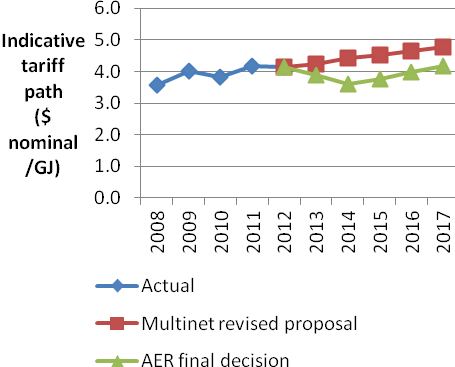 Indicative
tariff
path
($
nominal
/GJ)
6.0
5.0
4.0
3.0
2.0
1.0
0.0
2008
2009
2010
2011
2012
2013
2014
2015
2016
2017
Actual
Multinet revised proposal
AER final decision